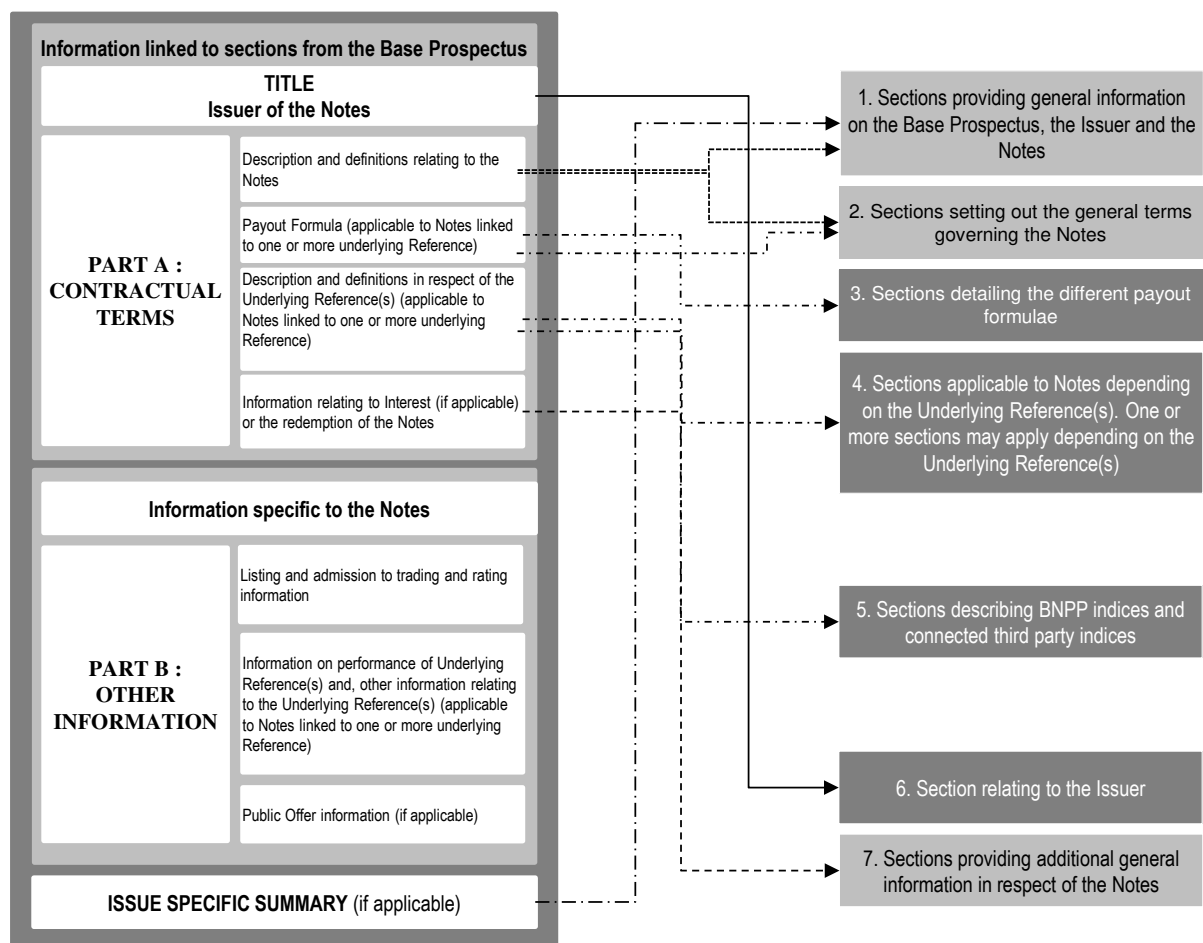 Information linked to sections from the Base Prospectus
TITLE
Issuer of the Notes
PART A :
CONTRACTUAL
TERMS
Description and definitions relating to the
Notes
Payout Formula (applicable to Notes linked
to one or more underlying Reference)
Description and definitions in respect of the
Underlying Reference(s) (applicable to
Notes linked to one or more underlying
Reference)
Information relating to Interest (if applicable)
or the redemption of the Notes
Information specific to the Notes
PART B :
OTHER
INFORMATION
Listing and admission to trading and rating
information
Information on performance of Underlying
Reference(s) and, other information relating
to the Underlying Reference(s) (applicable
to Notes linked to one or more underlying
Reference)
Public Offer information (if applicable)
ISSUE SPECIFIC SUMMARY (if applicable)
1. Sections providing general information
on the Base Prospectus, the Issuer and the
Notes
2. Sections setting out the general terms
governing the Notes
3. Sections detailing the different payout
formulae
4. Sections applicable to Notes depending
on the Underlying Reference(s). One or
more sections may apply depending on the
Underlying Reference(s)
5. Sections describing BNPP indices and
connected third party indices
6. Section relating to the Issuer
7. Sections providing additional general
information in respect of the Notes